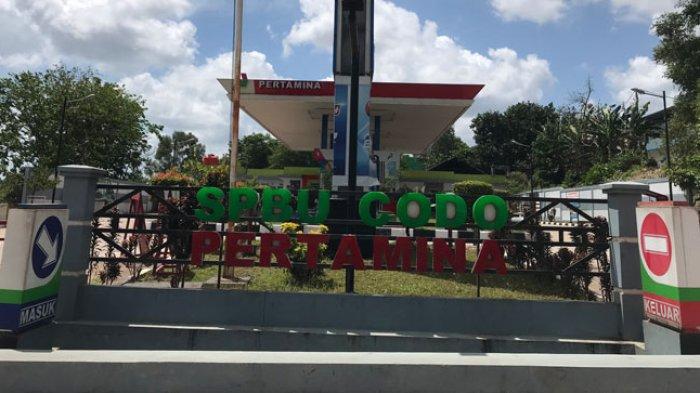 PERTAMINA
SPBU CODO
PERTAMINA
MASUK
KELUAR